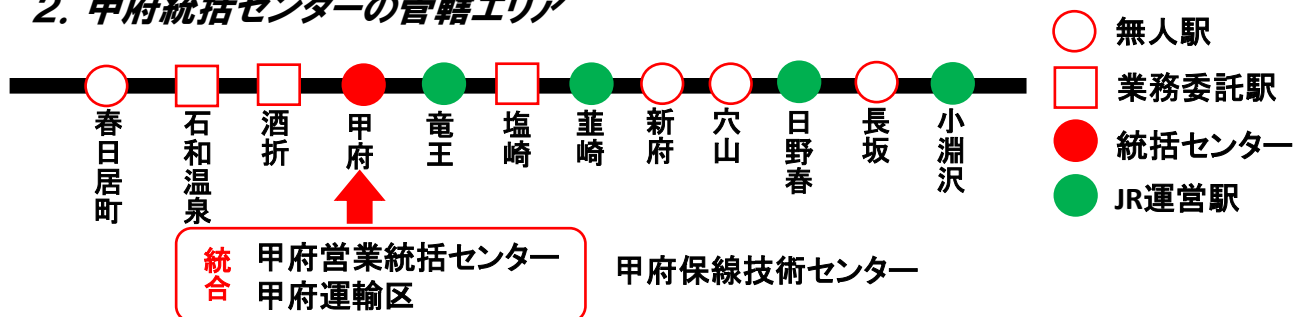 2. 甲府統括センターの管轄エリア
無人駅
業務委託駅
統括センター
JR運営駅
春日居町
石和温泉
酒折
甲府
竜王
塩崎
韮崎
新府
穴山
日野春
長坂
小淵沢
統合
甲府営業統括センター
甲府運輸区
甲府保線技術センター